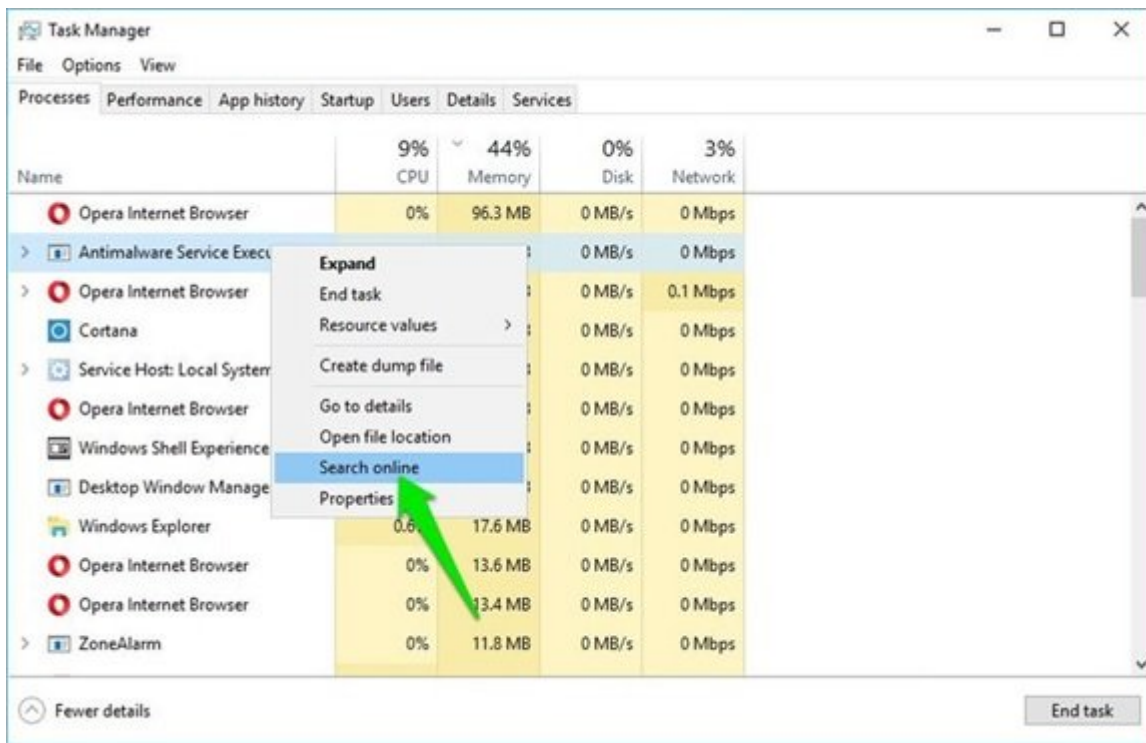 Task Manager
File Options View
Processes Performance App history Startup Users Details Services
9% 44% 0% 3%
Name CPU Memory Disk Network
Opera Internet Browser 0% 96.3 MB 0 MB/s 0 Mbps
Antimalware Service Execu 0 MB/s 0 Mbps
Expand
Opera Internet Browser 0 MB/s 0.1 Mbps
End task
Cortana 0 MB/s 0 Mbps
Resource values
Service Host: Local System 0 MB/s 0 Mbps
Create dump file
Opera Internet Browser 0 MB/s 0 Mbps
Go to details
Windows Shell Experience 0 MB/s 0 Mbps
Open file location
Search online
Desktop Window Manage 0 MB/s 0 Mbps
Properties
Windows Explorer 17.6 MB 0 MB/s 0 Mbps
Opera Internet Browser 0% 13.6 MB 0 MB/s 0 Mbps
Opera Internet Browser 0% 13.4 MB 0 MB/s 0 Mbps
ZoneAlarm 0% 11.8 MB 0 MB/s 0 Mbps
Fewer details End task